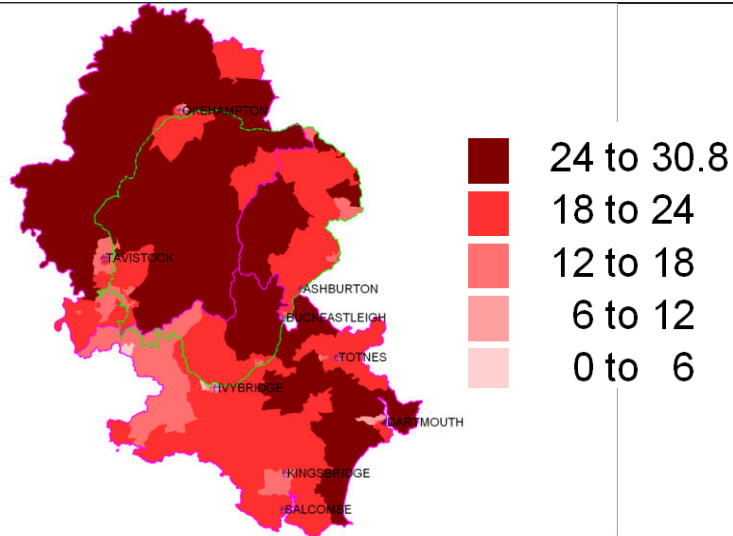 OKEHAMPTON
TAVISTOCK
ASHBURTON
BUCKFASTLEIGH
TOTNES
IVYBRIDGE
DARTMOUTH
KINGSBRIDGE
SALCOMBE
24 to 30.8
18 to 24
12 to 18
6 to 12
0 to 6